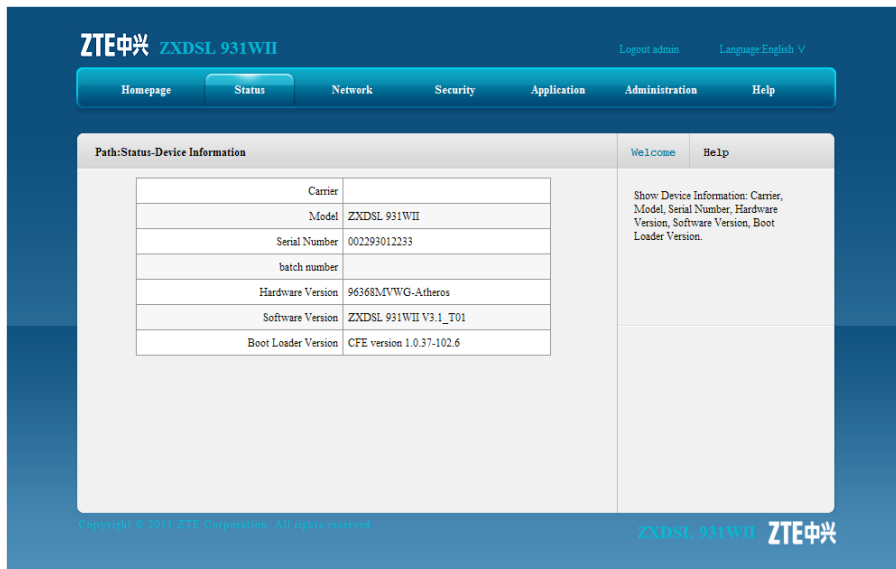 ZTE中兴 ZXDSL 931WII
Logout admin Language:English V
Homepage Status Network Security Application Administration Help
Path:Status-Device Information
Welcome Help
Carrier
Model ZXDSL 931WII
Serial Number 002293012233
batch number
Hardware Version 96368MVWG-Atheros
Software Version ZXDSL 931WII V3.1_T01
Boot Loader Version CFE version 1.0.37-102.6
Show Device Information: Carrier,
Model, Serial Number, Hardware
Version, Software Version, Boot
Loader Version.
Copyright © 2011 ZTE Corporation. All rights reserved
ZXDSL 931WII ZTE中兴